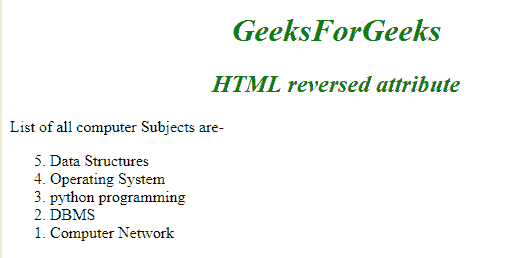 GeeksForGeeks
HTML reversed attribute
List of all computer Subjects are-
5. Data Structures
4. Operating System
3. python programming
2. DBMS
1. Computer Network